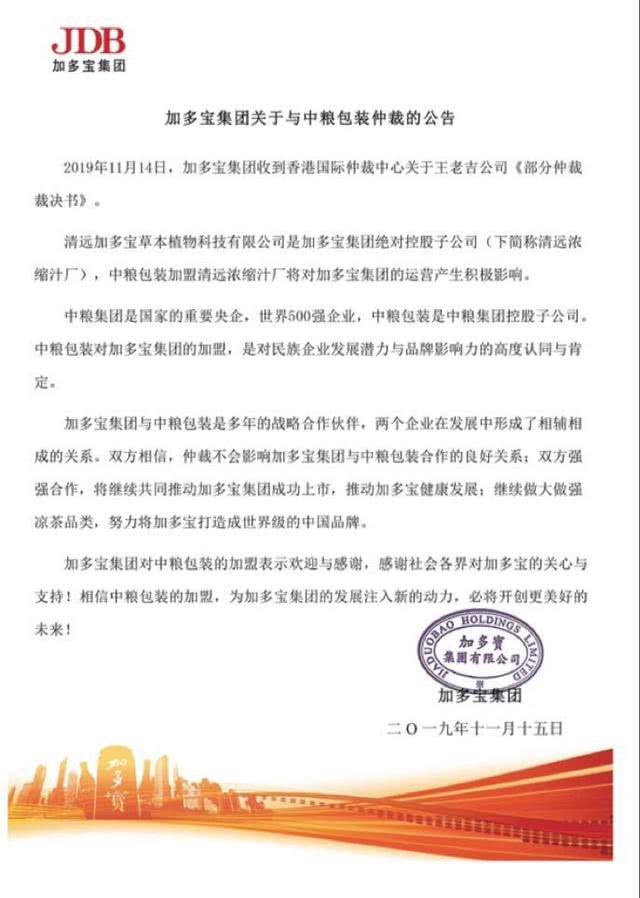 JDB
加多宝集团
加多宝集团关于与中粮包装仲裁的公告
2019年11月14日，加多宝集团收到香港国际仲裁中心关于王老吉公司《部分仲裁
裁决书》。
清远加多宝草本植物科技有限公司是加多宝集团绝对控股子公司（下简称清远浓
缩汁厂），中粮包装加盟清远浓缩汁厂将对加多宝集团的运营产生积极影响。
中粮集团是国家的重要央企，世界500强企业，中粮包装是中粮集团控股子公司。
中粮包装对加多宝集团的加盟，是对民族企业发展潜力与品牌影响力的高度认同与肯
定。
加多宝集团与中粮包装是多年的战略合作伙伴，两个企业在发展中形成了相辅相
成的关系。双方相信，仲裁不会影响加多宝集团与中粮包装合作的良好关系；双方强
强合作，将继续共同推动加多宝集团成功上市，推动加多宝健康发展；继续做大做强
凉茶品类，努力将加多宝打造成世界级的中国品牌。
加多宝集团对中粮包装的加盟表示欢迎与感谢，感谢社会各界对加多宝的关心与
支持！相信中粮包装的加盟，为加多宝集团的发展注入新的动力，必将开创更美好的
未来！
JIADUOBAO HOLDINGS LIMITED
加多寶
集團有限公司
加多宝集团
二O一九年十一月十五日
加多寶